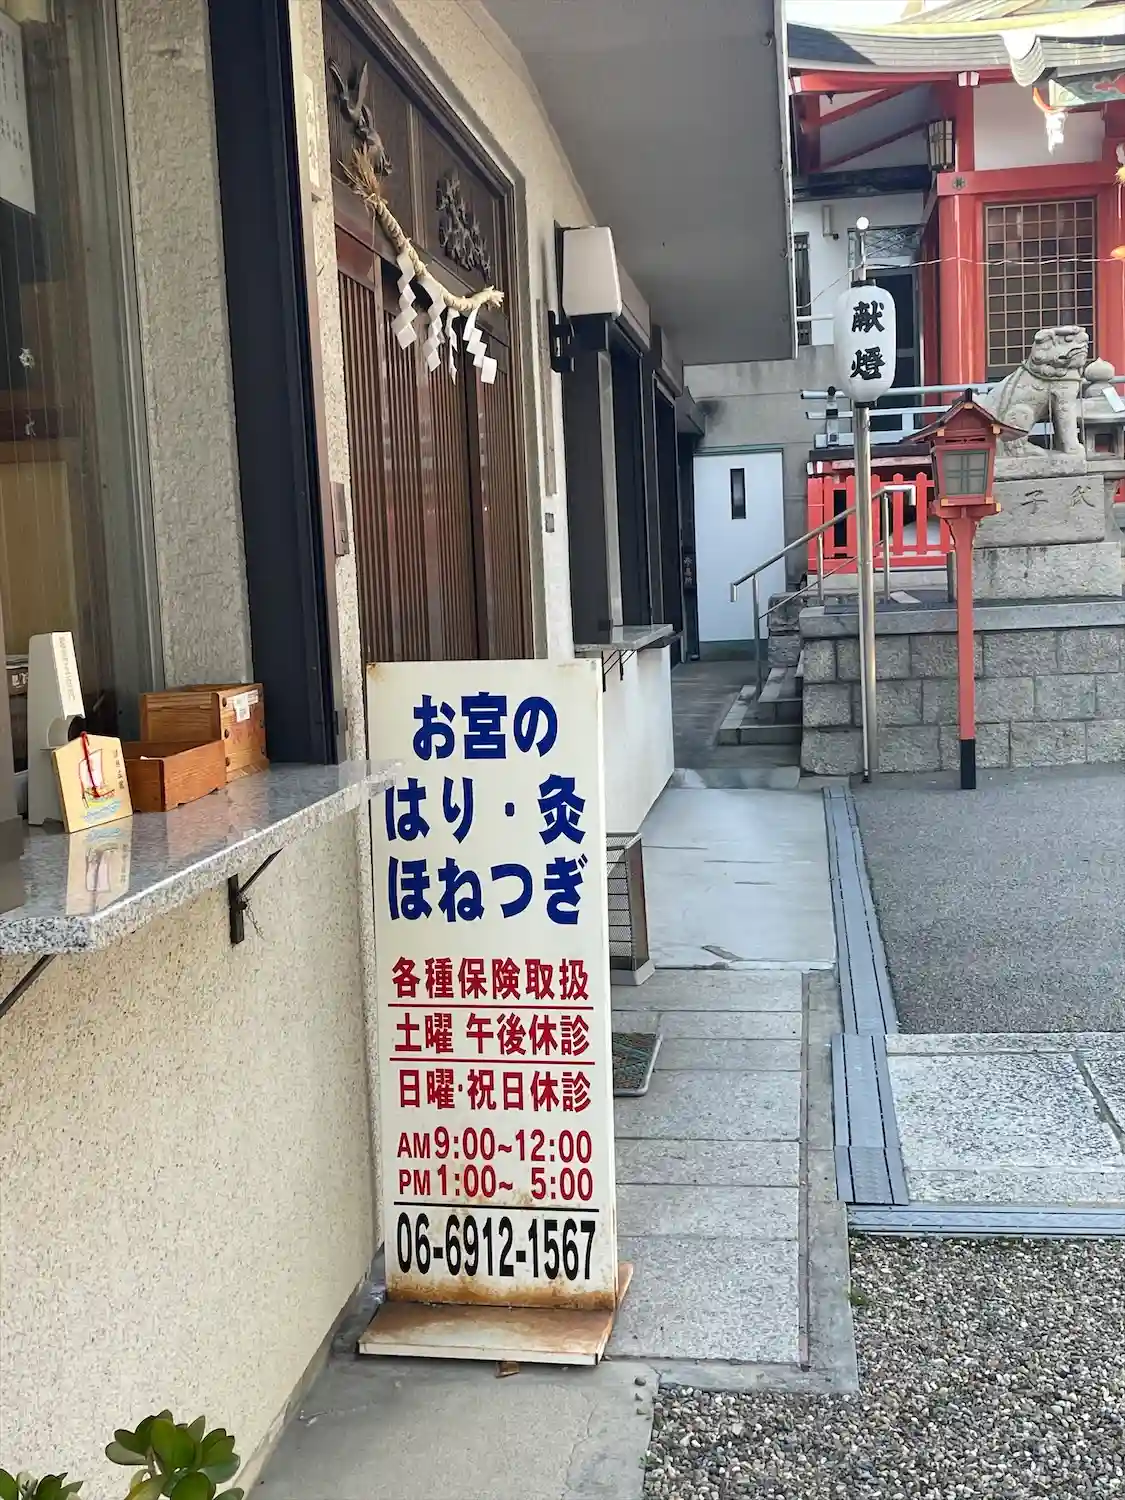 お宮の
はり・灸
ほねつぎ
各種保険取扱
土曜 午後休診
日曜・祝日休診
AM9:00~12:00
PM1:00~ 5:00
06-6912-1567
献燈